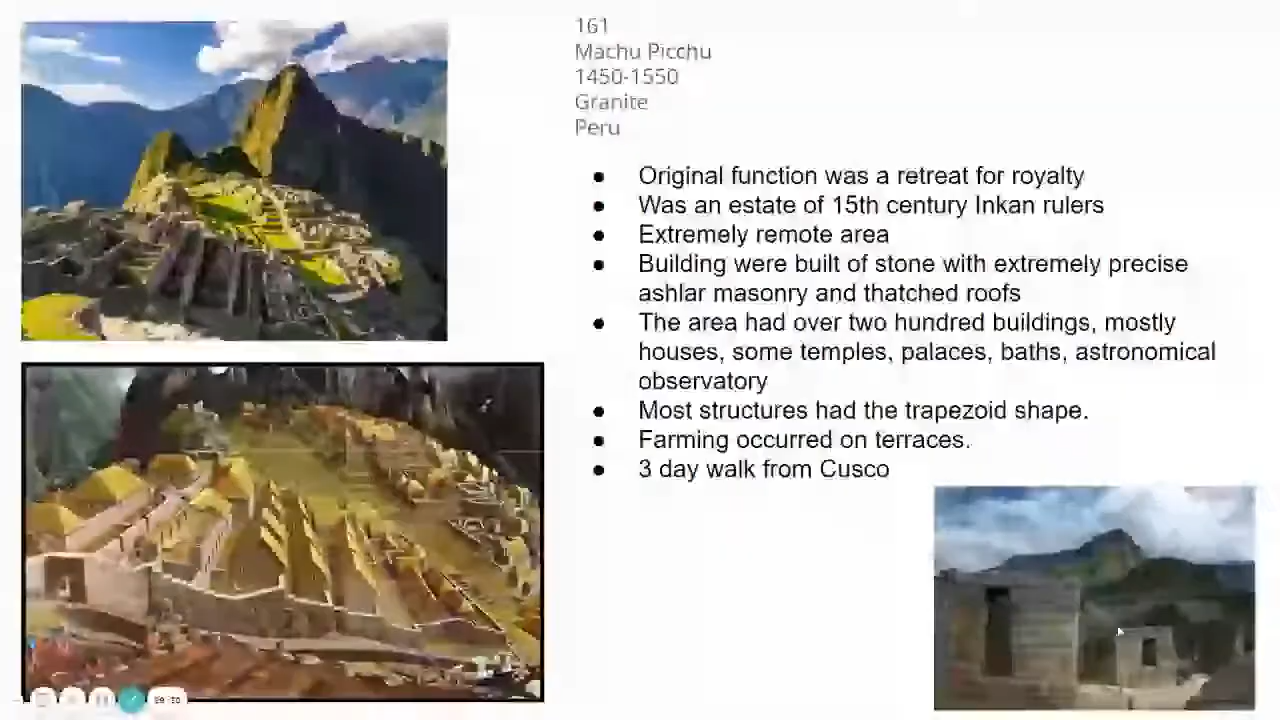 161
Machu Picchu
1450-1550
Granite
Peru
● Original function was a retreat for royalty
● Was an estate of 15th century Inkan rulers
● Extremely remote area
● Building were built of stone with extremely precise
ashlar masonry and thatched roofs
● The area had over two hundred buildings, mostly
houses, some temples, palaces, baths, astronomical
observatory
● Most structures had the trapezoid shape.
● Farming occurred on terraces.
● 3 day walk from Cusco